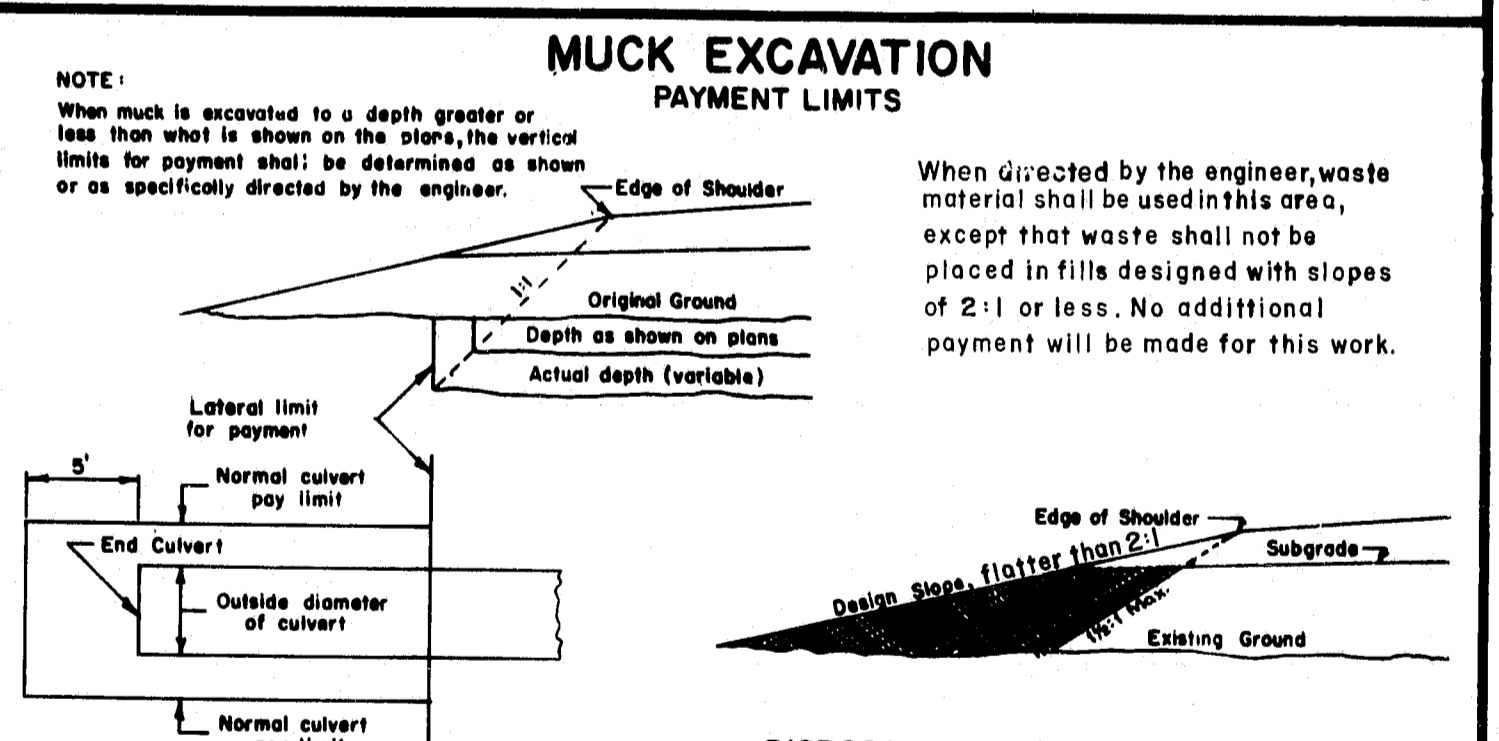 MUCK EXCAVATION
PAYMENT LIMITS
NOTE:
When muck is excavated to a depth greater or
less than what is shown on the plans, the vertical
limits for payment shall be determined as shown
or as specifically directed by the engineer.
Edge of Shoulder
1:1
Original Ground
Depth as shown on plans
Actual depth (variable)
Lateral limit
for payment
5'
Normal culvert
pay limit
End Culvert
Outside diameter
of culvert
Normal culvert
When directed by the engineer, waste
material shall be used in this area,
except that waste shall not be
placed in fills designed with slopes
of 2:1 or less. No addittional
payment will be made for this work.
Edge of Shoulder
Design Slope, flatter than 2:1
Subgrade
1½:1 Max.
Existing Ground